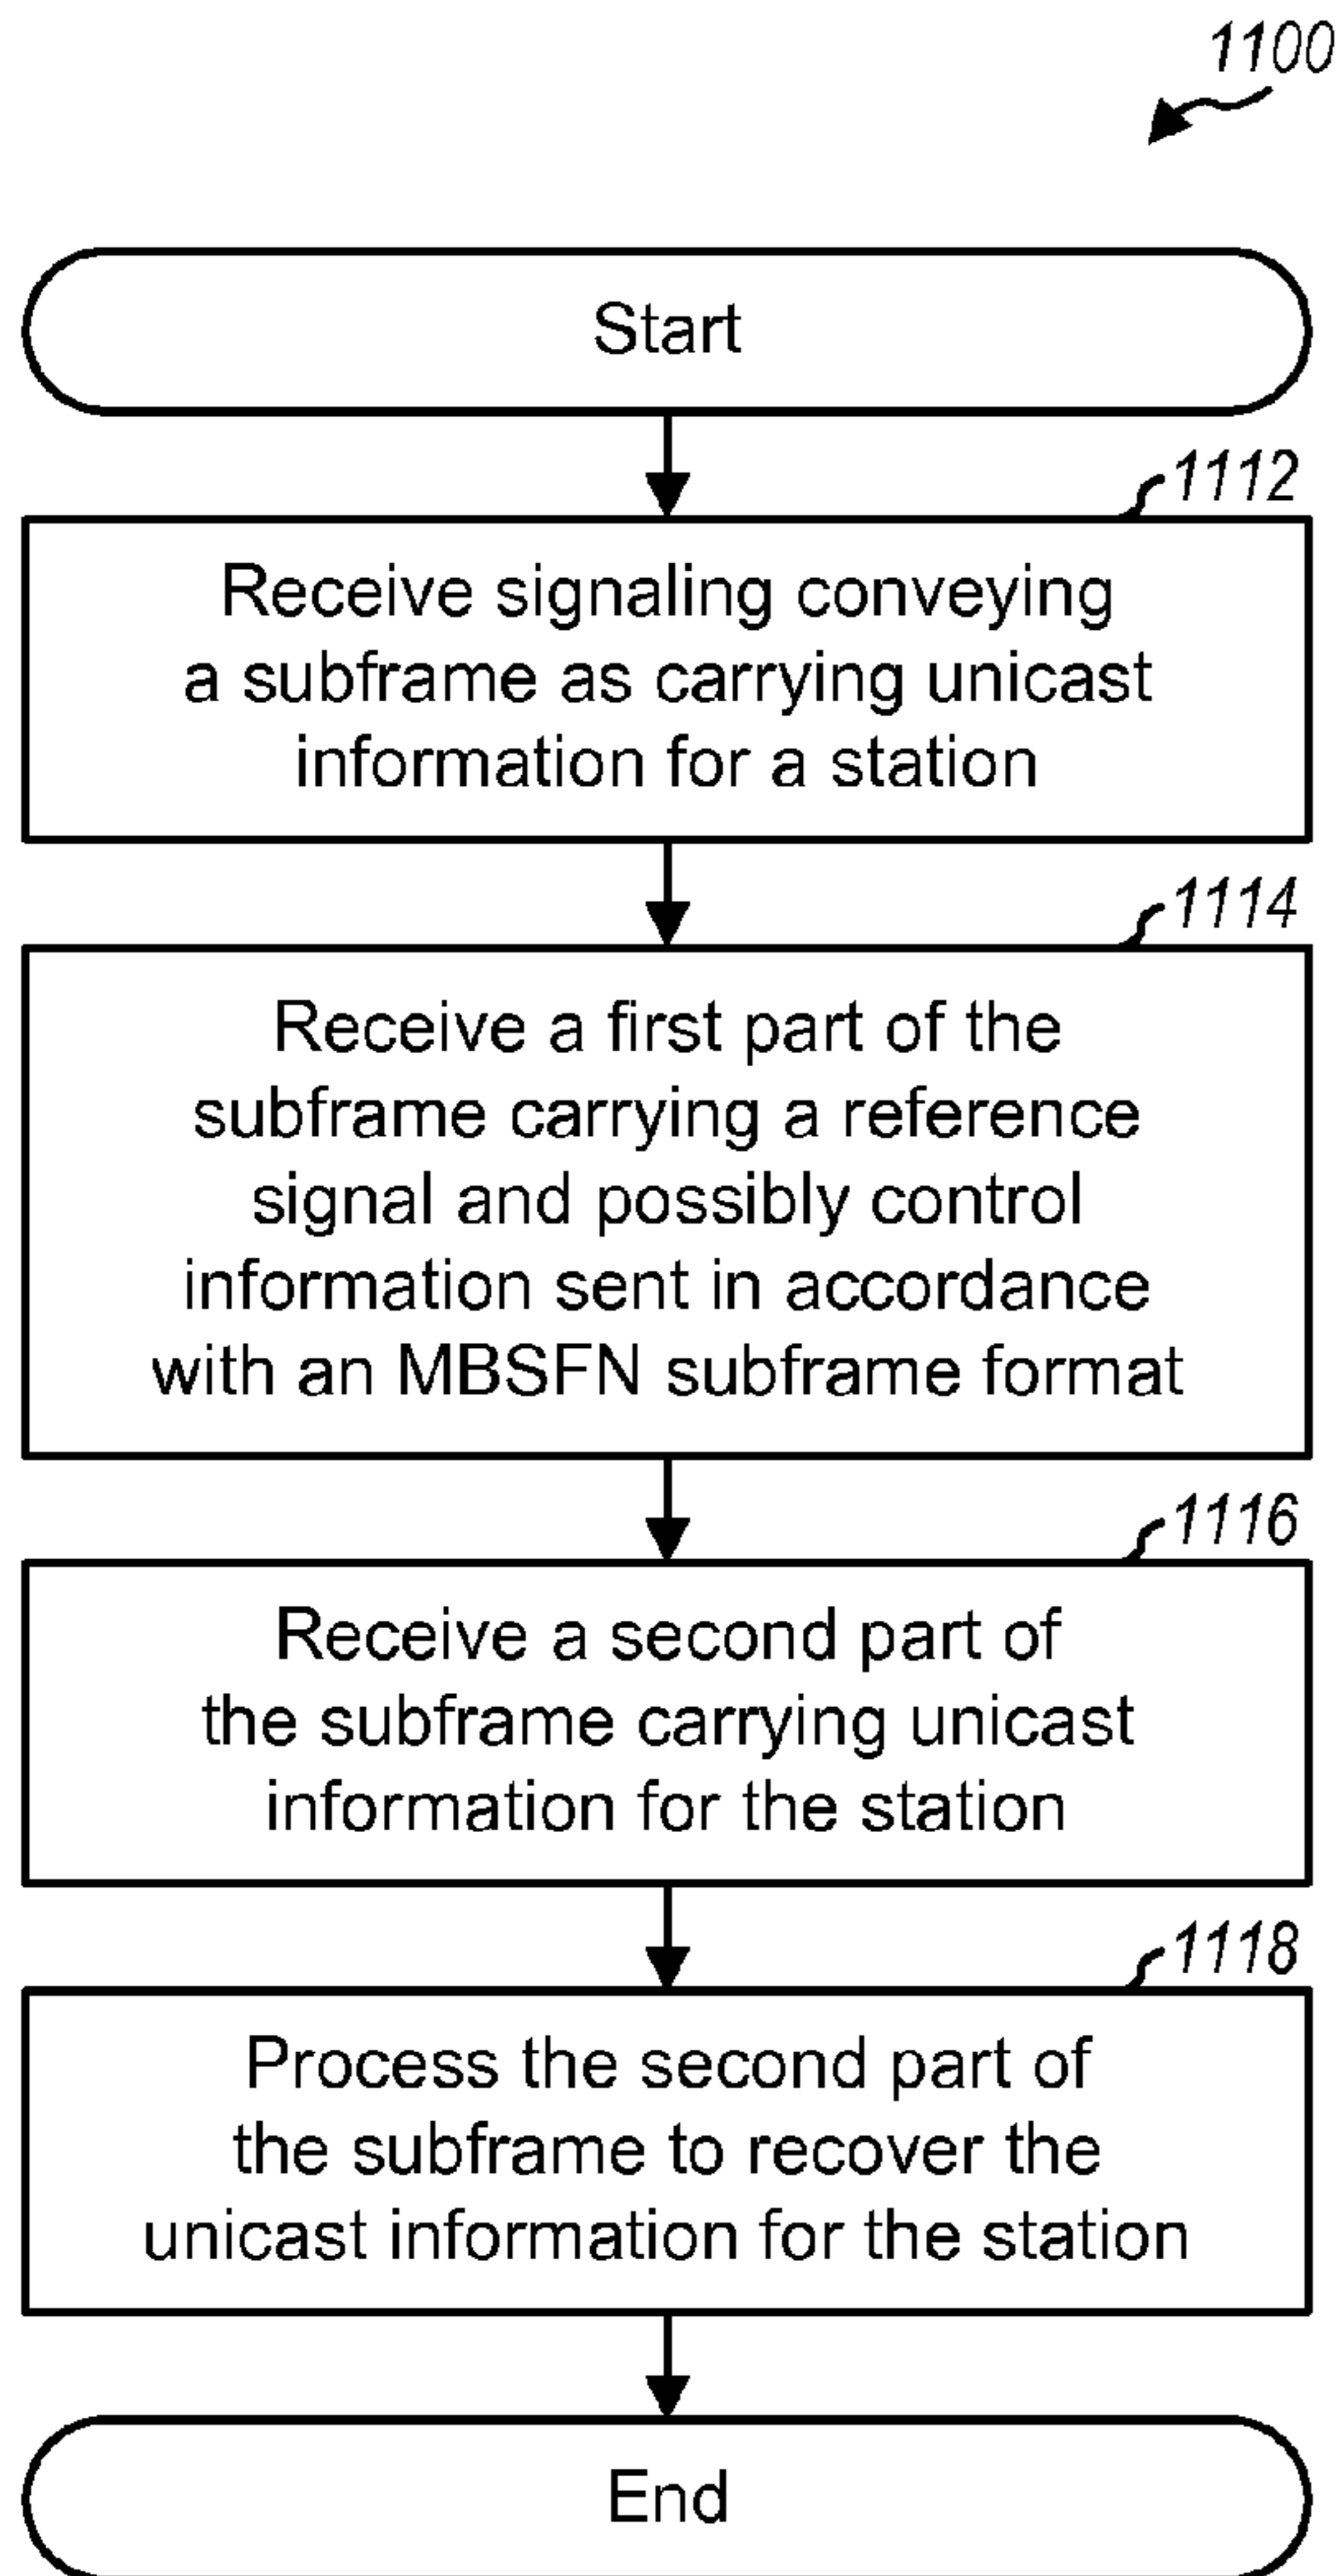 1100
Start
1112
Receive signaling conveying
a subframe as carrying unicast
information for a station
1114
Receive a first part of the
subframe carrying a reference
signal and possibly control
information sent in accordance
with an MBSFN subframe format
1116
Receive a second part of
the subframe carrying unicast
information for the station
1118
Process the second part of
the subframe to recover the
unicast information for the station
End